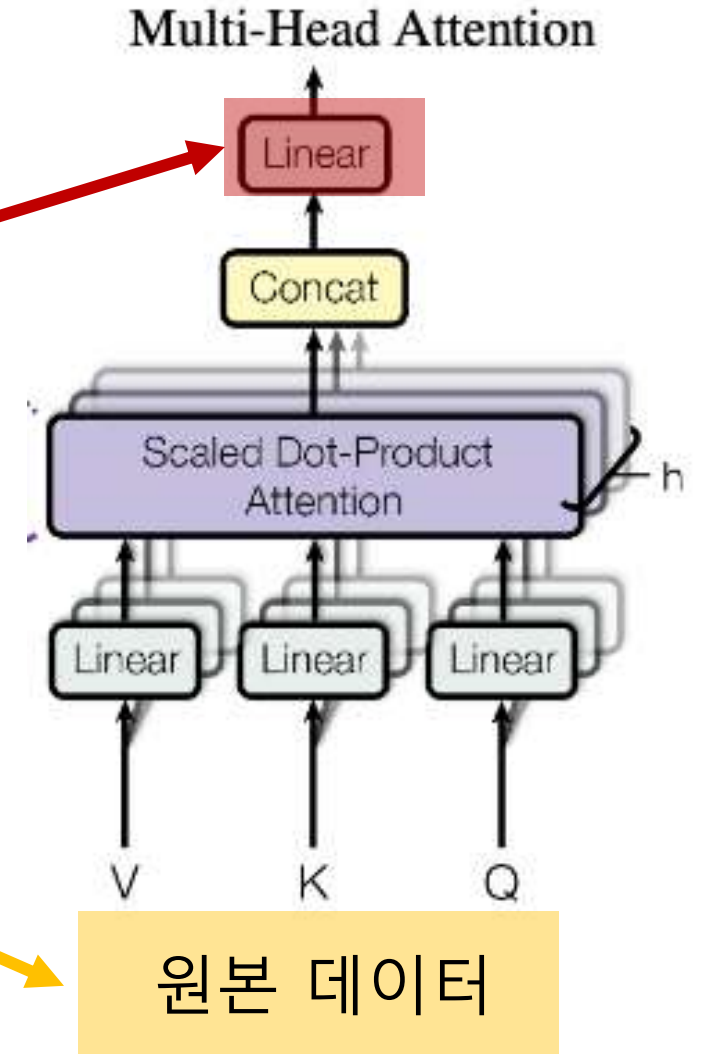 Multi-Head Attention
Linear
Concat
Scaled Dot-Product
Attention
h
Linear Linear Linear
V K Q
원본 데이터